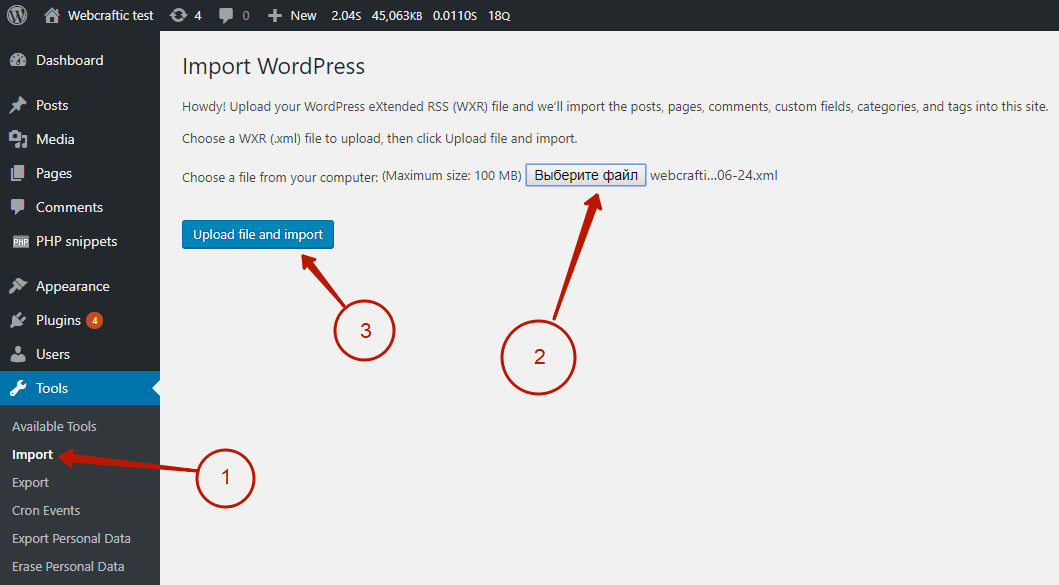 Webcraftic test 4 0 New 2.04s 45,063KB 0.0110s 18Q
Dashboard
Posts
Media
Pages
Comments
PHP PHP snippets
Appearance
Plugins 4
Users
Tools
Available Tools
Import
Export
Cron Events
Export Personal Data
Erase Personal Data
Import WordPress
Howdy! Upload your WordPress eXtended RSS (WXR) file and we'll import the posts, pages, comments, custom fields, categories, and tags into this site.
Choose a WXR (.xml) file to upload, then click Upload file and import.
Choose a file from your computer: (Maximum size: 100 MB) Выберите файл webcrafti...06-24.xml
Upload file and import
3
2
1